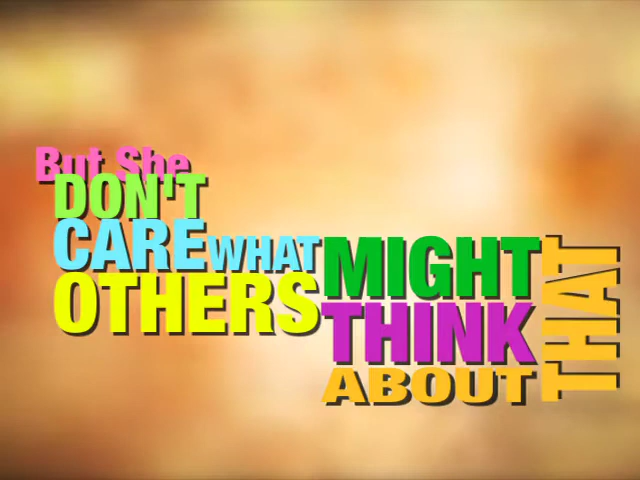 But She
DON'T
CARE WHAT
OTHERS
MIGHT
THINK
ABOUT
THAT